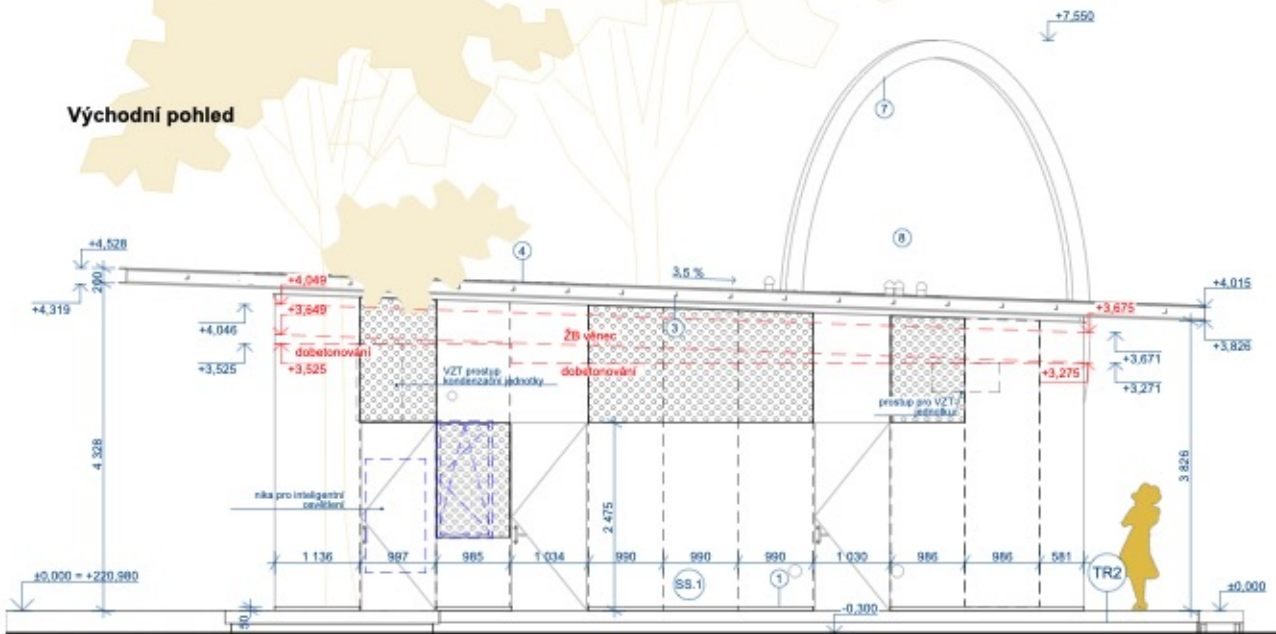 +7,550
7
Východní pohled
8
+4,528
4
3,5 %
200
+4,049
+4,015
+4,319
+3,649
+3,675
+4,046
3
ŽB věnec
+3,826
dobetonování
+3,671
+3,525
+3,525
VZT prostup
kondenzační jednotky
dobetonování
+3,275
+3,271
prostup pro VZT
jednotku
4 328
3 826
nika pro inteligentní
osvětlení
2 475
1 136
997
985
1 034
990
990
990
1 030
986
986
581
±0,000 = +220,980
SS.1
1
TR2
±0,000
50
-0,300